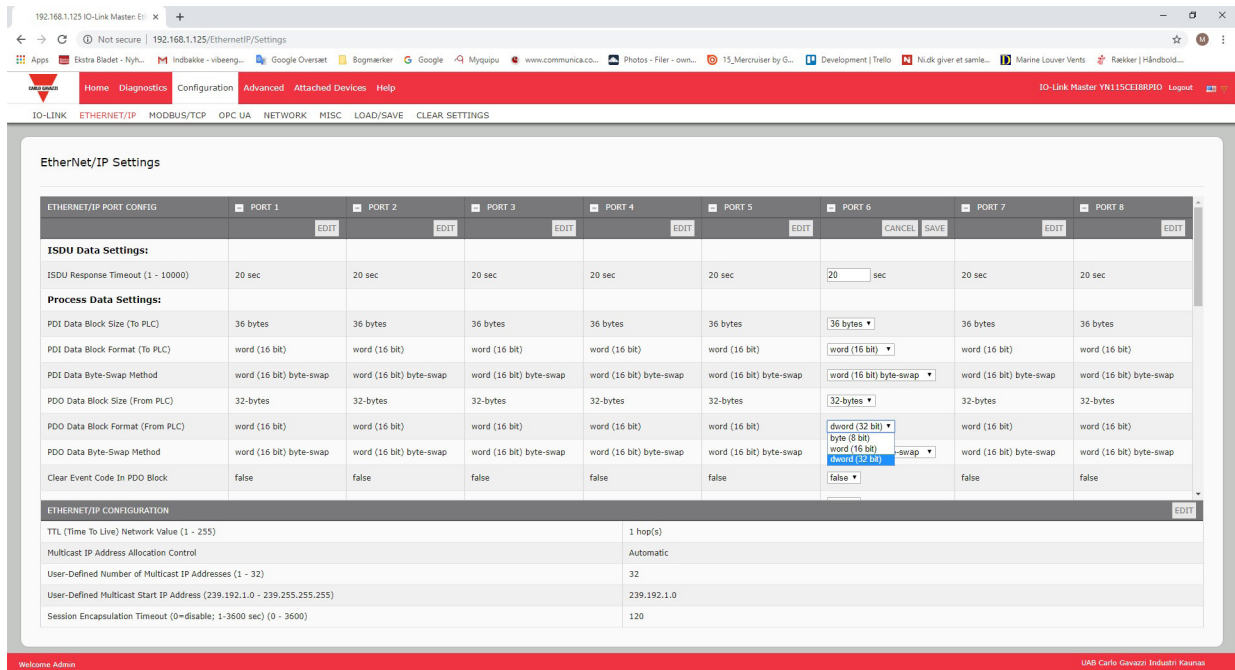 192.168.1.125 IO-Link Master: Eth
Not secure | 192.168.1.125/EthernetIP/Settings
Apps Ekstra Bladet - Nyh... Indbakke - vibeeng... Google Oversæt Bogmærker Google Myquipu www.communica.co... Photos - Filer - own... 15_Mercruiser by G... Development | Trello Ni.dk giver et samle... Marine Louver Vents Rækker | Håndbold....
CARLO GAVAZZI Home Diagnostics Configuration Advanced Attached Devices Help IO-Link Master YN115CEI8RPIO Logout
IO-LINK ETHERNET/IP MODBUS/TCP OPC UA NETWORK MISC LOAD/SAVE CLEAR SETTINGS
EtherNet/IP Settings
ETHERNET/IP PORT CONFIG PORT 1 PORT 2 PORT 3 PORT 4 PORT 5 PORT 6 PORT 7 PORT 8
EDIT EDIT EDIT EDIT EDIT CANCEL SAVE EDIT EDIT
ISDU Data Settings:
ISDU Response Timeout (1 - 10000) 20 sec 20 sec 20 sec 20 sec 20 sec 20 sec 20 sec 20 sec
Process Data Settings:
PDI Data Block Size (To PLC) 36 bytes 36 bytes 36 bytes 36 bytes 36 bytes 36 bytes 36 bytes 36 bytes
PDI Data Block Format (To PLC) word (16 bit) word (16 bit) word (16 bit) word (16 bit) word (16 bit) word (16 bit) word (16 bit) word (16 bit)
PDI Data Byte-Swap Method word (16 bit) byte-swap word (16 bit) byte-swap word (16 bit) byte-swap word (16 bit) byte-swap word (16 bit) byte-swap word (16 bit) byte-swap word (16 bit) byte-swap word (16 bit) byte-swap
PDO Data Block Size (From PLC) 32-bytes 32-bytes 32-bytes 32-bytes 32-bytes 32-bytes 32-bytes 32-bytes
PDO Data Block Format (From PLC) word (16 bit) word (16 bit) word (16 bit) word (16 bit) word (16 bit) dword (32 bit) word (16 bit) word (16 bit)
byte (8 bit)
word (16 bit)
dword (32 bit)
PDO Data Byte-Swap Method word (16 bit) byte-swap word (16 bit) byte-swap word (16 bit) byte-swap word (16 bit) byte-swap word (16 bit) byte-swap -swap word (16 bit) byte-swap word (16 bit) byte-swap
Clear Event Code In PDO Block false false false false false false false false
ETHERNET/IP CONFIGURATION EDIT
TTL (Time To Live) Network Value (1 - 255) 1 hop(s)
Multicast IP Address Allocation Control Automatic
User-Defined Number of Multicast IP Addresses (1 - 32) 32
User-Defined Multicast Start IP Address (239.192.1.0 - 239.255.255.255) 239.192.1.0
Session Encapsulation Timeout (0=disable; 1-3600 sec) (0 - 3600) 120
Welcome Admin UAB Carlo Gavazzi Industri Kaunas